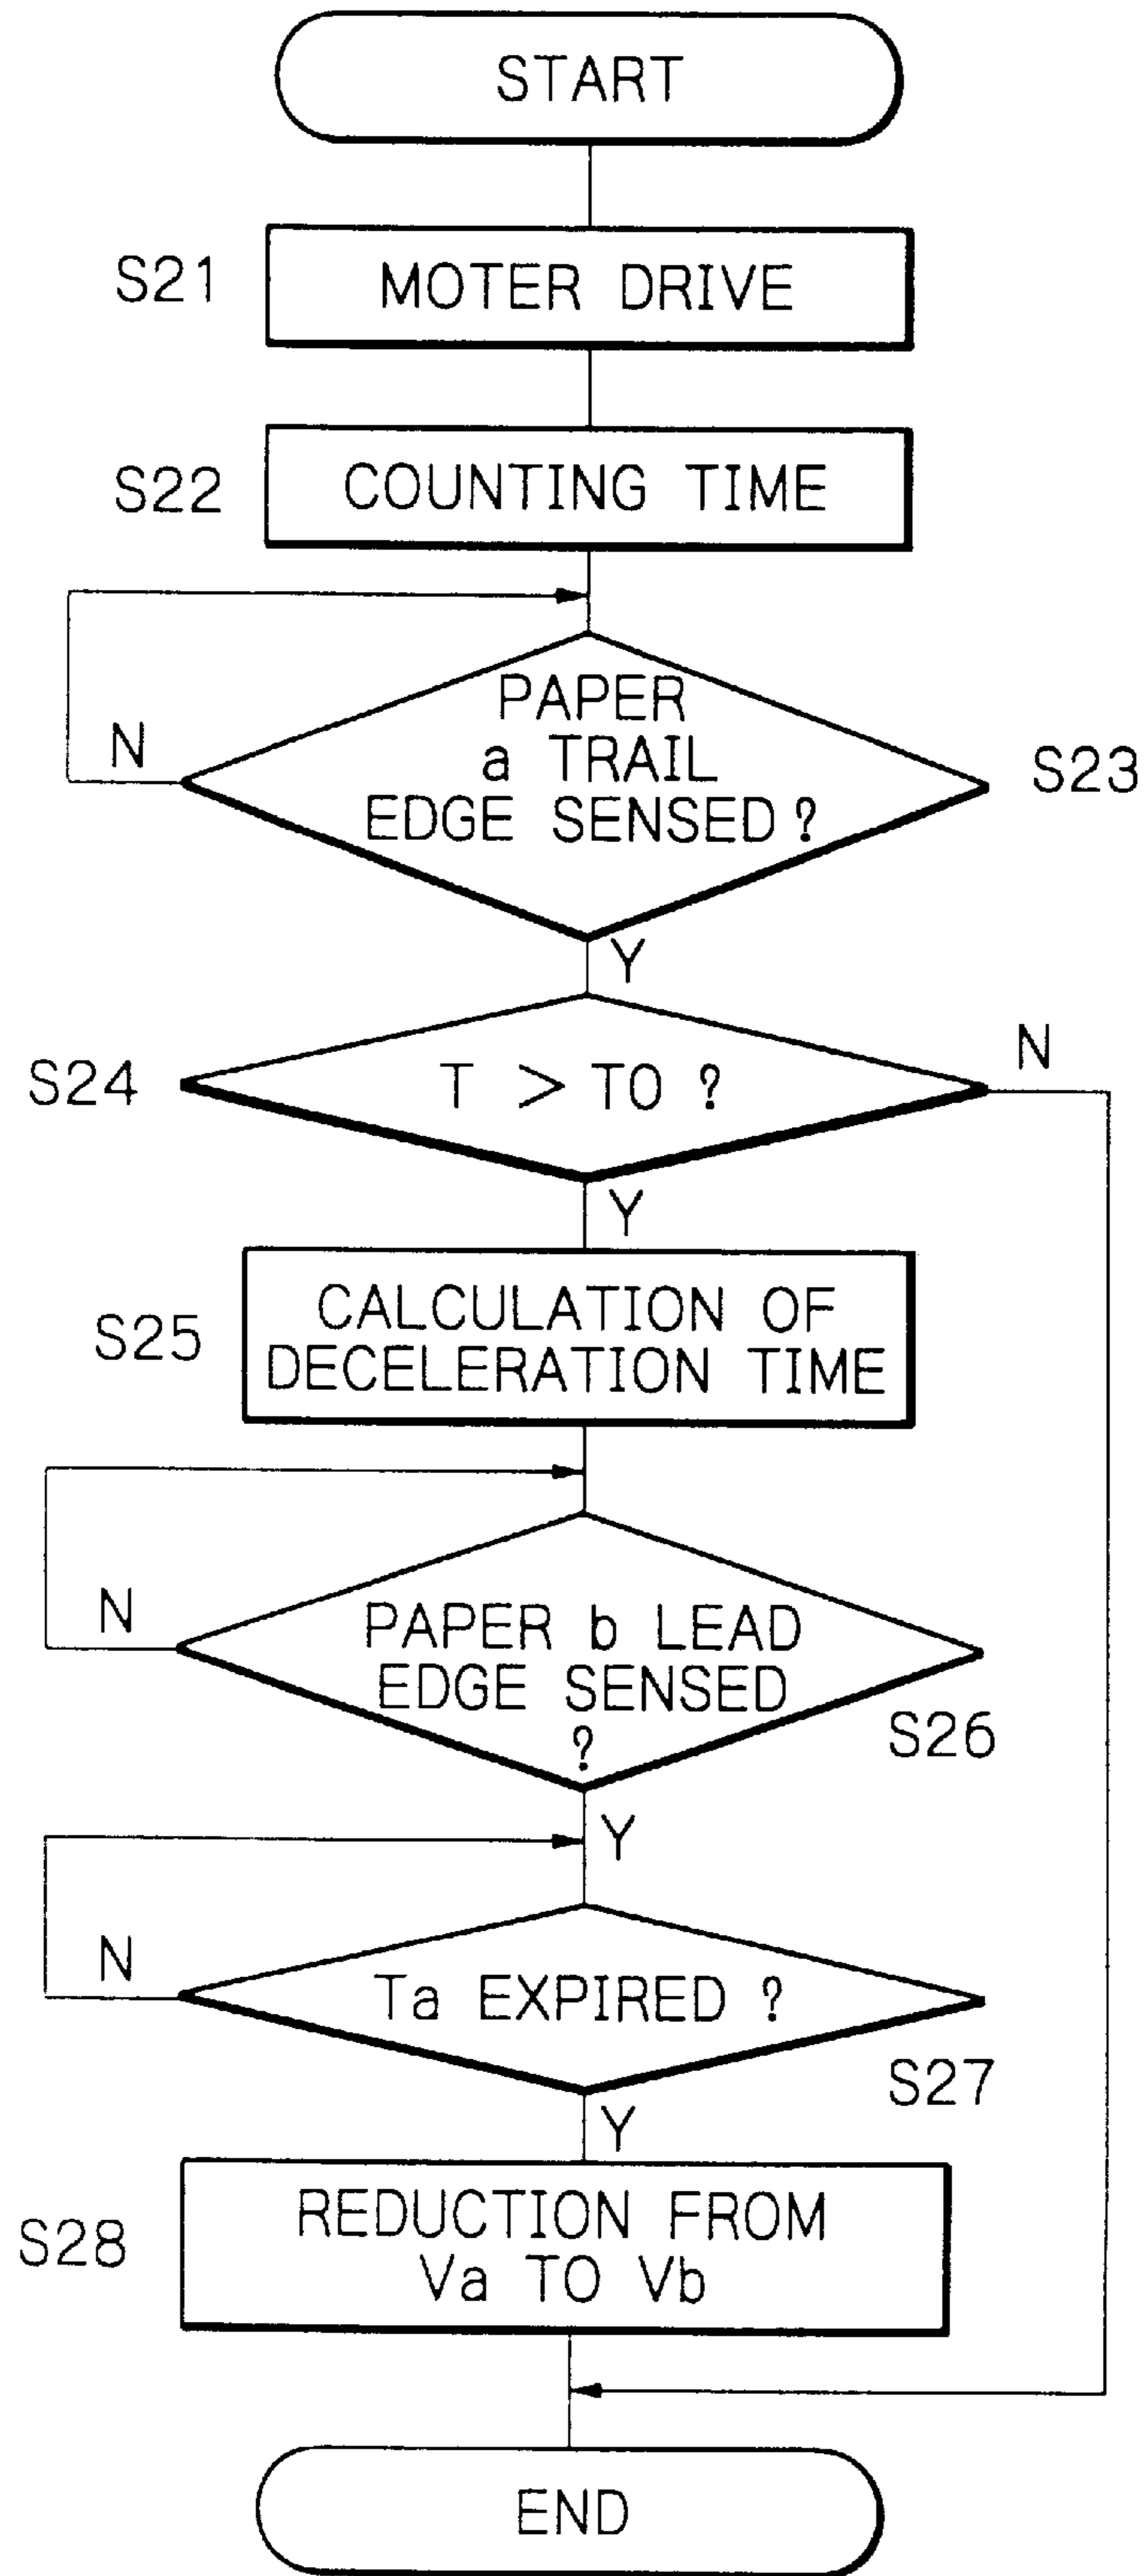 START
S21
MOTER DRIVE
S22
COUNTING TIME
PAPER
a TRAIL
EDGE SENSED ?
N
S23
Y
S24
T > TO ?
N
Y
S25
CALCULATION OF
DECELERATION TIME
N
PAPER b LEAD
EDGE SENSED
?
S26
Y
N
Ta EXPIRED ?
S27
Y
S28
REDUCTION FROM
Va TO Vb
END